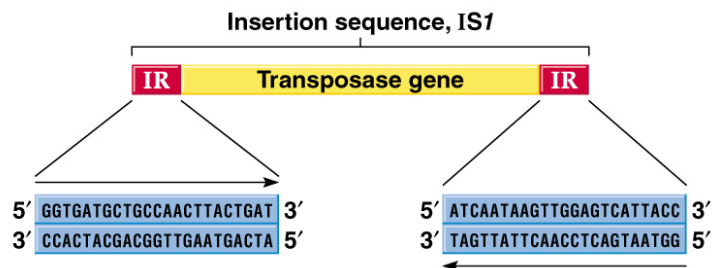 Insertion sequence, IS1
IR Transposase gene IR
5′ GGTGATGCTGCCAACTTACTGAT 3′ 5′ ATCAATAAGTTGGAGTCATTACC 3′
3′ CCACTACGACGGTTGAATGACTA 5′ 3′ TAGTTATTCAACCTCAGTAATGG 5′